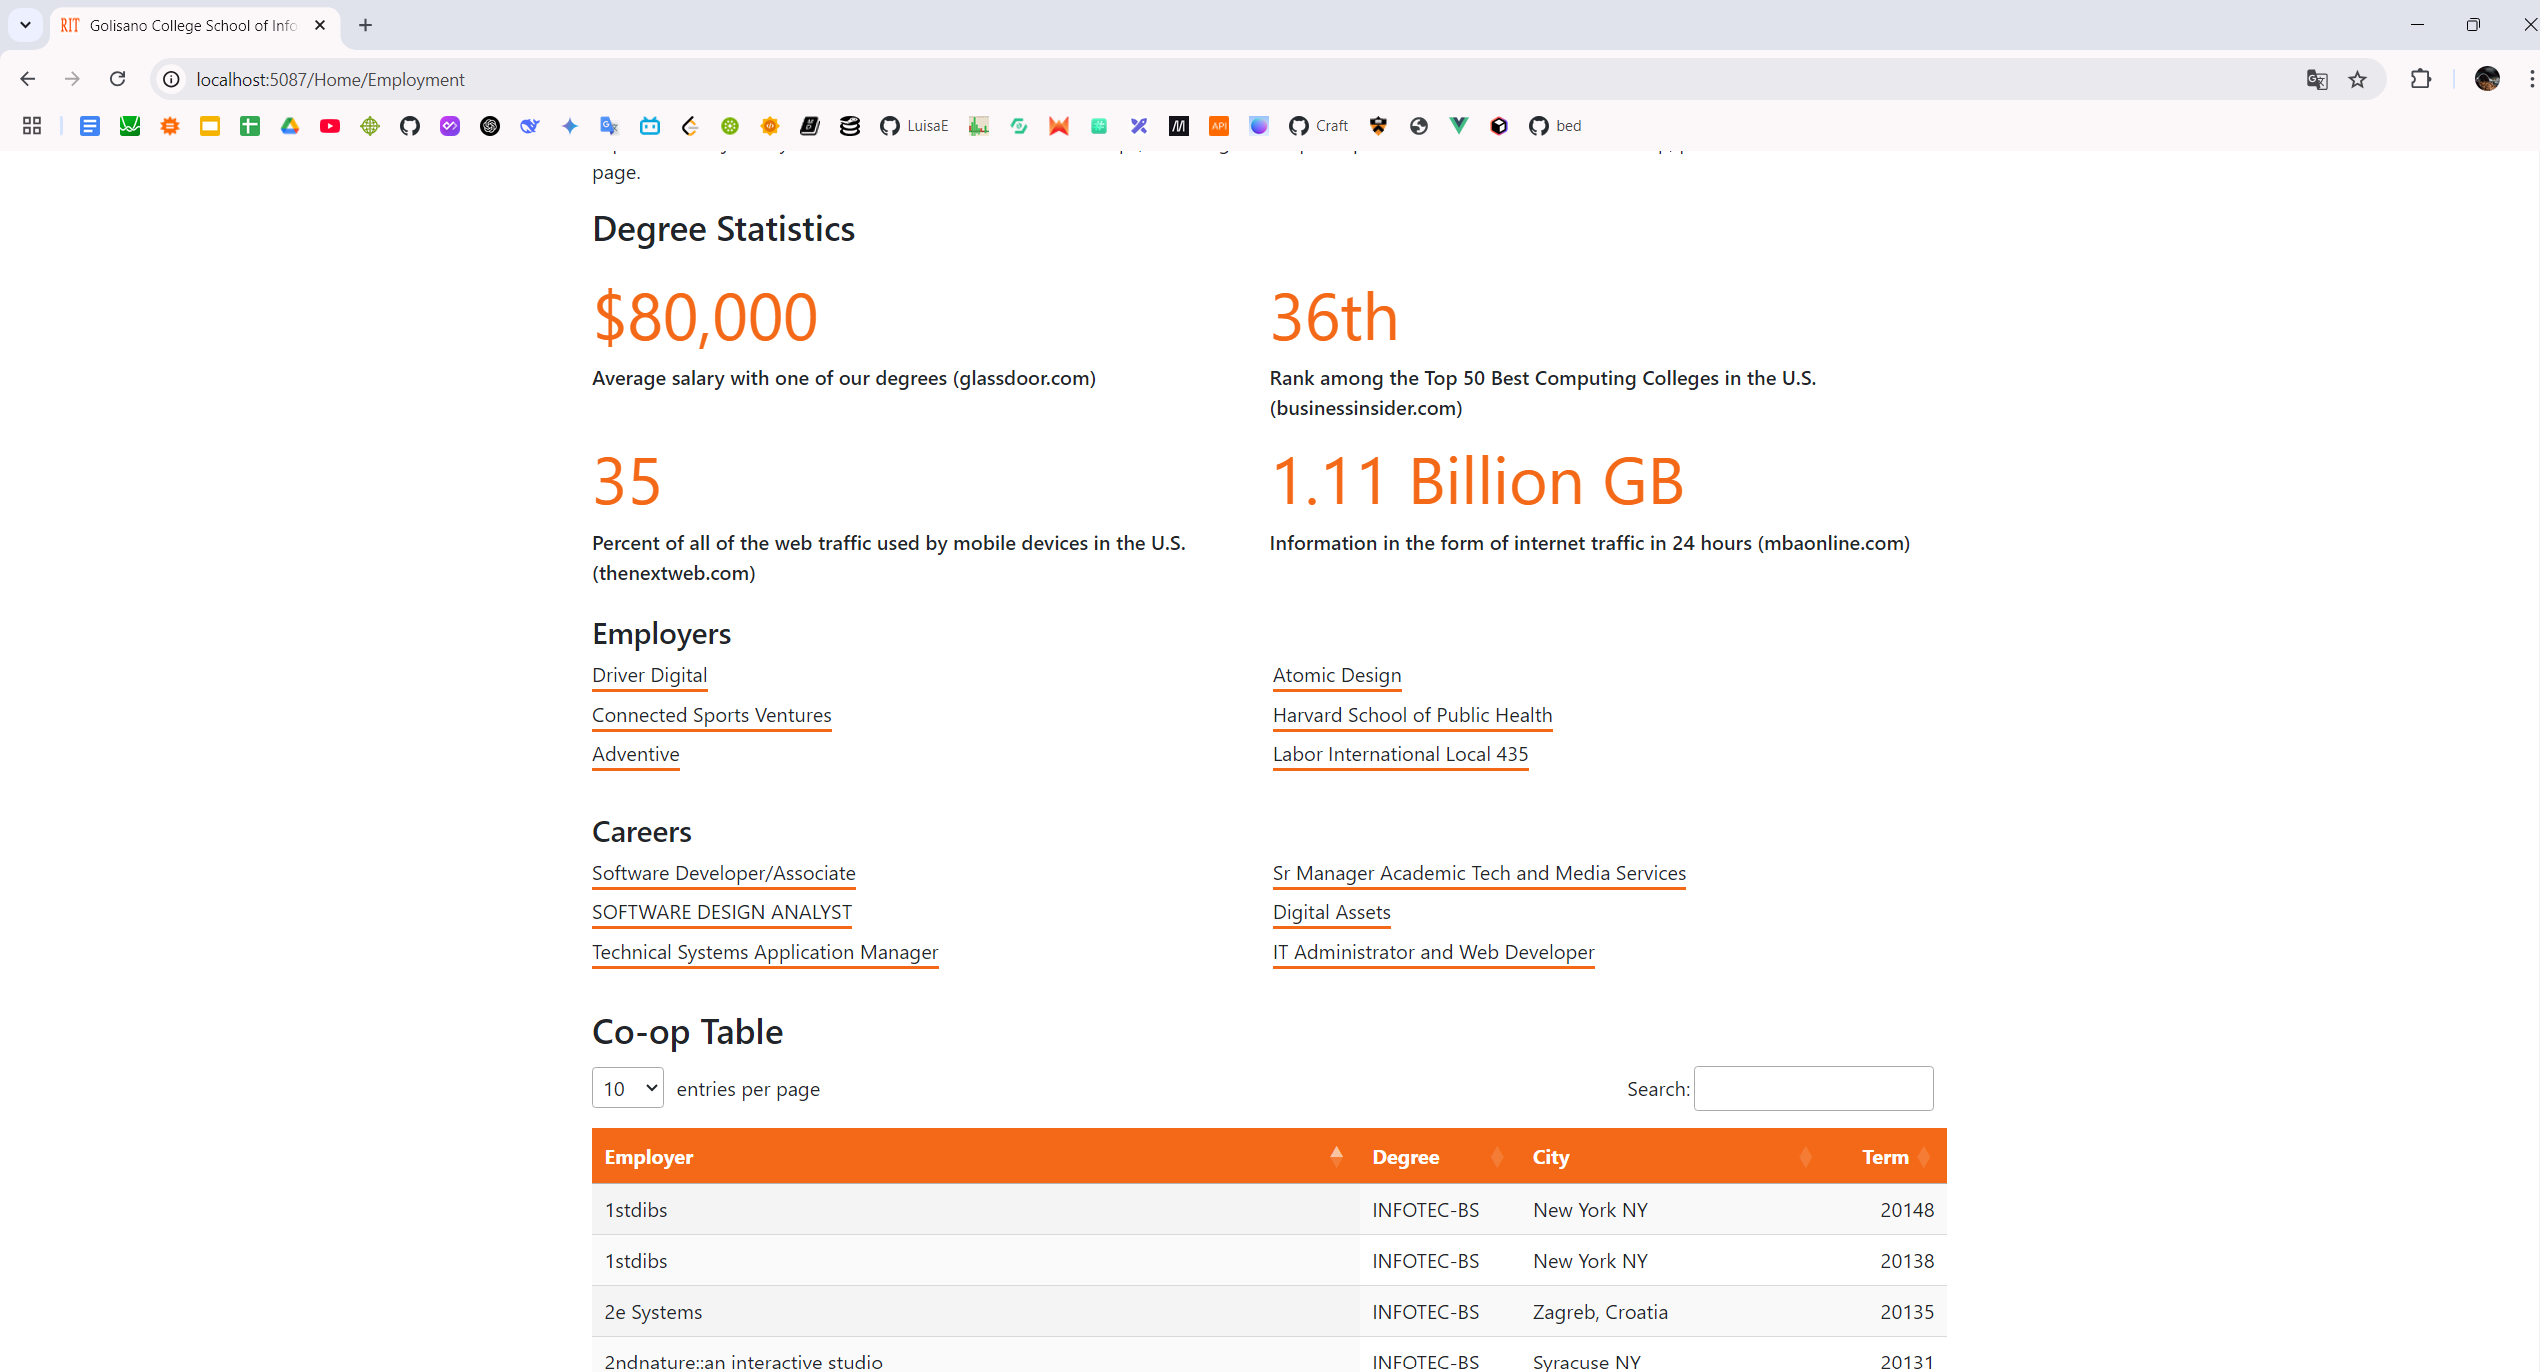 RIT Golisano College School of Info
localhost:5087/Home/Employment
LuisaE
API
Craft
bed
page.
Degree Statistics
$80,000
36th
Average salary with one of our degrees (glassdoor.com)
Rank among the Top 50 Best Computing Colleges in the U.S.
(businessinsider.com)
35
1.11 Billion GB
Percent of all of the web traffic used by mobile devices in the U.S.
(thenextweb.com)
Information in the form of internet traffic in 24 hours (mbaonline.com)
Employers
Driver Digital
Atomic Design
Connected Sports Ventures
Harvard School of Public Health
Adventive
Labor International Local 435
Careers
Software Developer/Associate
Sr Manager Academic Tech and Media Services
SOFTWARE DESIGN ANALYST
Digital Assets
Technical Systems Application Manager
IT Administrator and Web Developer
Co-op Table
10 entries per page
Search:
Employer Degree City Term
1stdibs INFOTEC-BS New York NY 20148
1stdibs INFOTEC-BS New York NY 20138
2e Systems INFOTEC-BS Zagreb, Croatia 20135
2ndnature::an interactive studio INFOTEC-BS Syracuse NY 20131